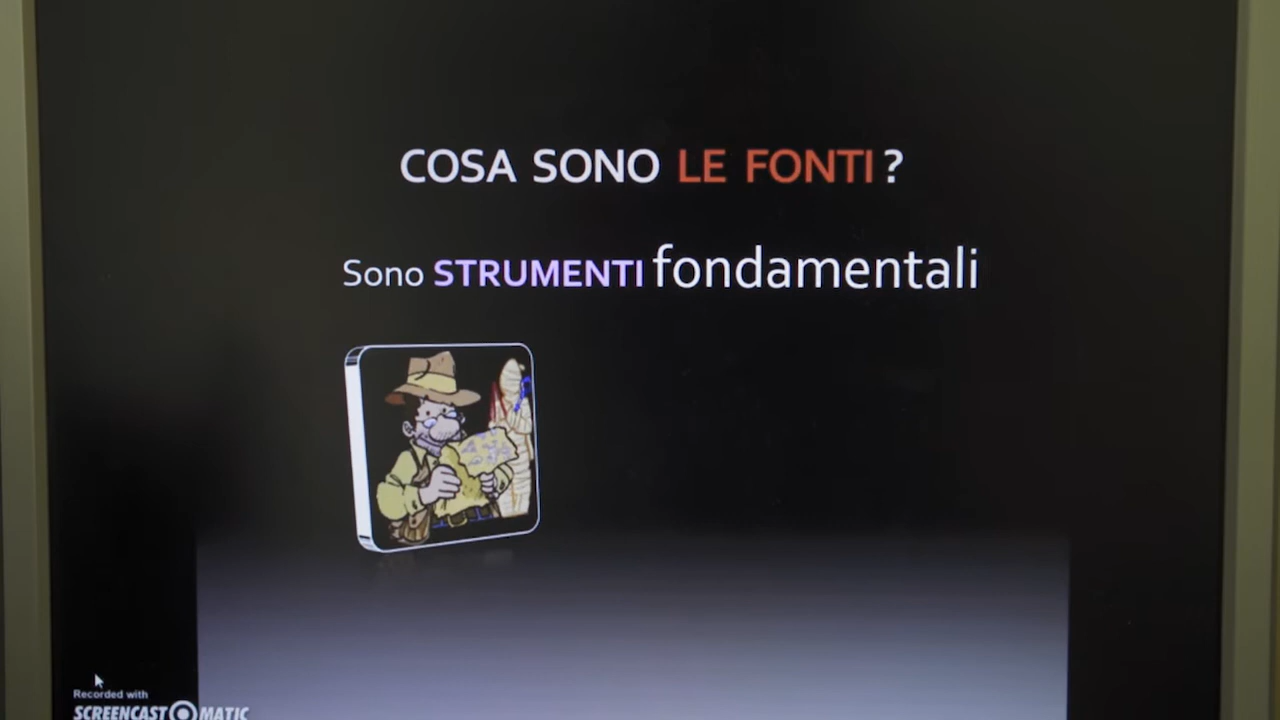 COSA SONO LE FONTI ?
Sono STRUMENTI fondamentali
Recorded with
SCREENCAST MATIC